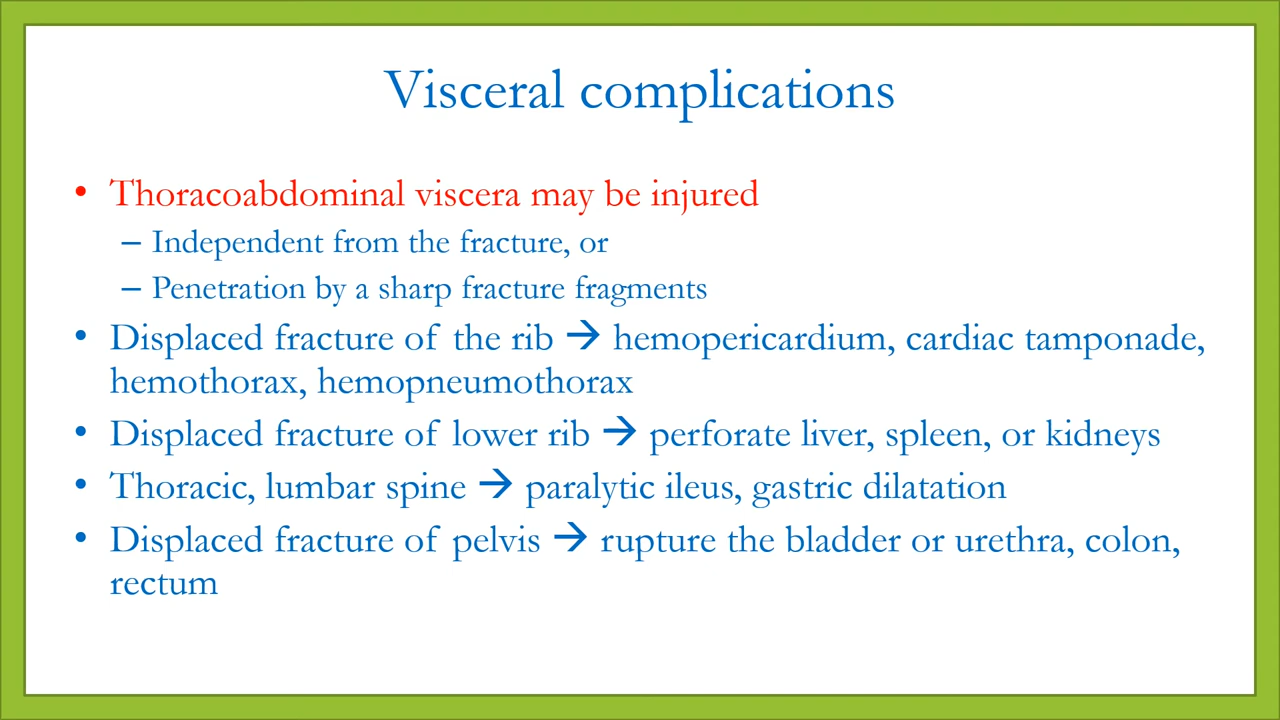 Visceral complications
• Thoracoabdominal viscera may be injured
– Independent from the fracture, or
– Penetration by a sharp fracture fragments
• Displaced fracture of the rib → hemopericardium, cardiac tamponade,
hemothorax, hemopneumothorax
• Displaced fracture of lower rib → perforate liver, spleen, or kidneys
• Thoracic, lumbar spine → paralytic ileus, gastric dilatation
• Displaced fracture of pelvis → rupture the bladder or urethra, colon,
rectum